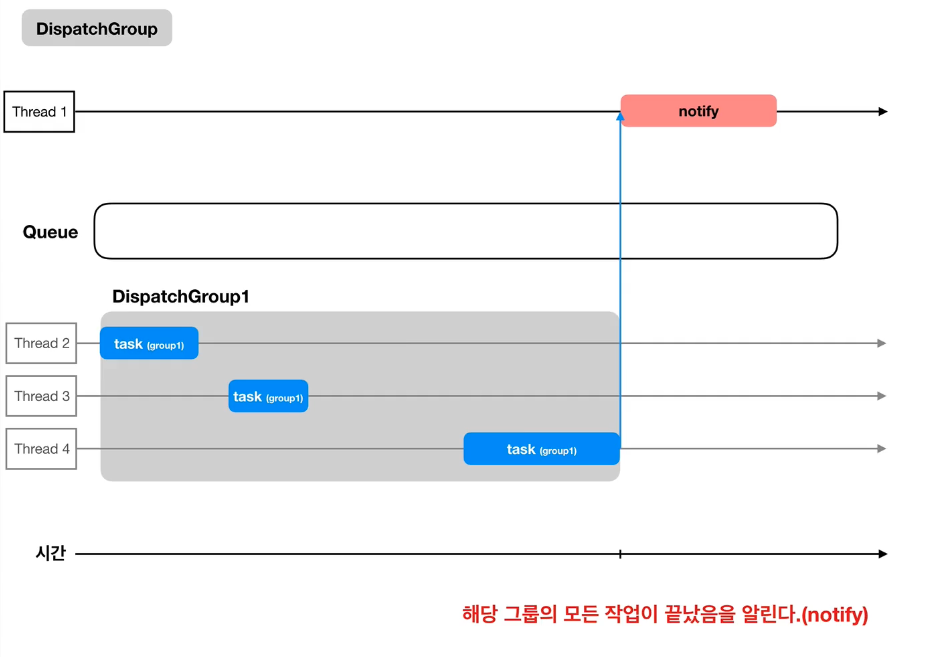 DispatchGroup
Thread 1
notify
Queue
DispatchGroup1
Thread 2
task (group1)
Thread 3
task (group1)
Thread 4
task (group1)
시간
해당 그룹의 모든 작업이 끝났음을 알린다.(notify)